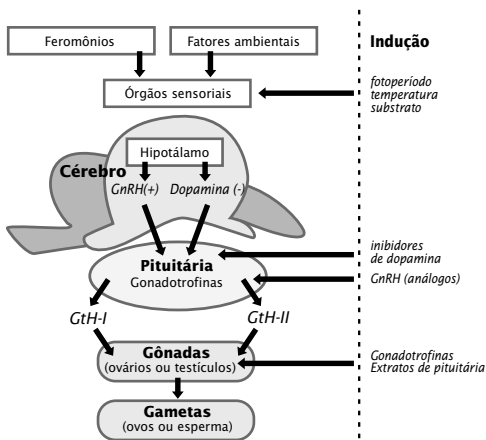 Feromônios
Fatores ambientais
Indução
Órgãos sensoriais
fotoperíodo
temperatura
substrato
Hipotálamo
Cérebro
GnRH(+)
Dopamina (-)
inibidores
de dopamina
Pituitária
Gonadotrofinas
GnRH (análogos)
GtH-I
GtH-II
Gônadas
(ovários ou testículos)
Gonadotrofinas
Extratos de pituitária
Gametas
(ovos ou esperma)